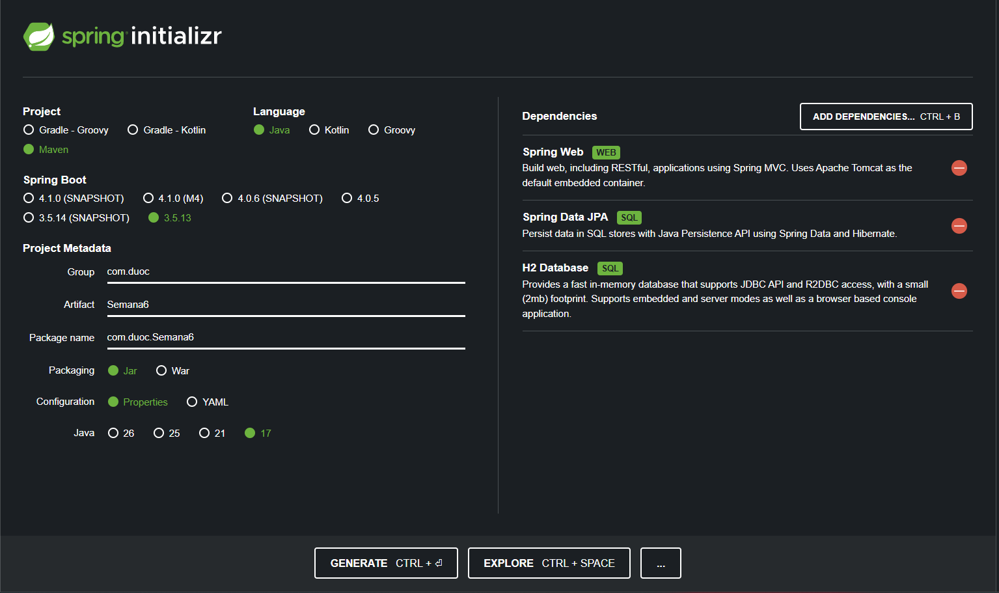 spring initializr
Project
Gradle - Groovy Gradle - Kotlin
Maven
Language
Java Kotlin Groovy
Spring Boot
4.1.0 (SNAPSHOT) 4.1.0 (M4) 4.0.6 (SNAPSHOT) 4.0.5
3.5.14 (SNAPSHOT) 3.5.13
Project Metadata
Group com.duoc
Artifact Semana6
Package name com.duoc.Semana6
Packaging Jar War
Configuration Properties YAML
Java 26 25 21 17
Dependencies ADD DEPENDENCIES... CTRL + B
Spring Web WEB
Build web, including RESTful, applications using Spring MVC. Uses Apache Tomcat as the
default embedded container.
Spring Data JPA SQL
Persist data in SQL stores with Java Persistence API using Spring Data and Hibernate.
H2 Database SQL
Provides a fast in-memory database that supports JDBC API and R2DBC access, with a small
(2mb) footprint. Supports embedded and server modes as well as a browser based console
application.
GENERATE CTRL + ⏎ EXPLORE CTRL + SPACE ...